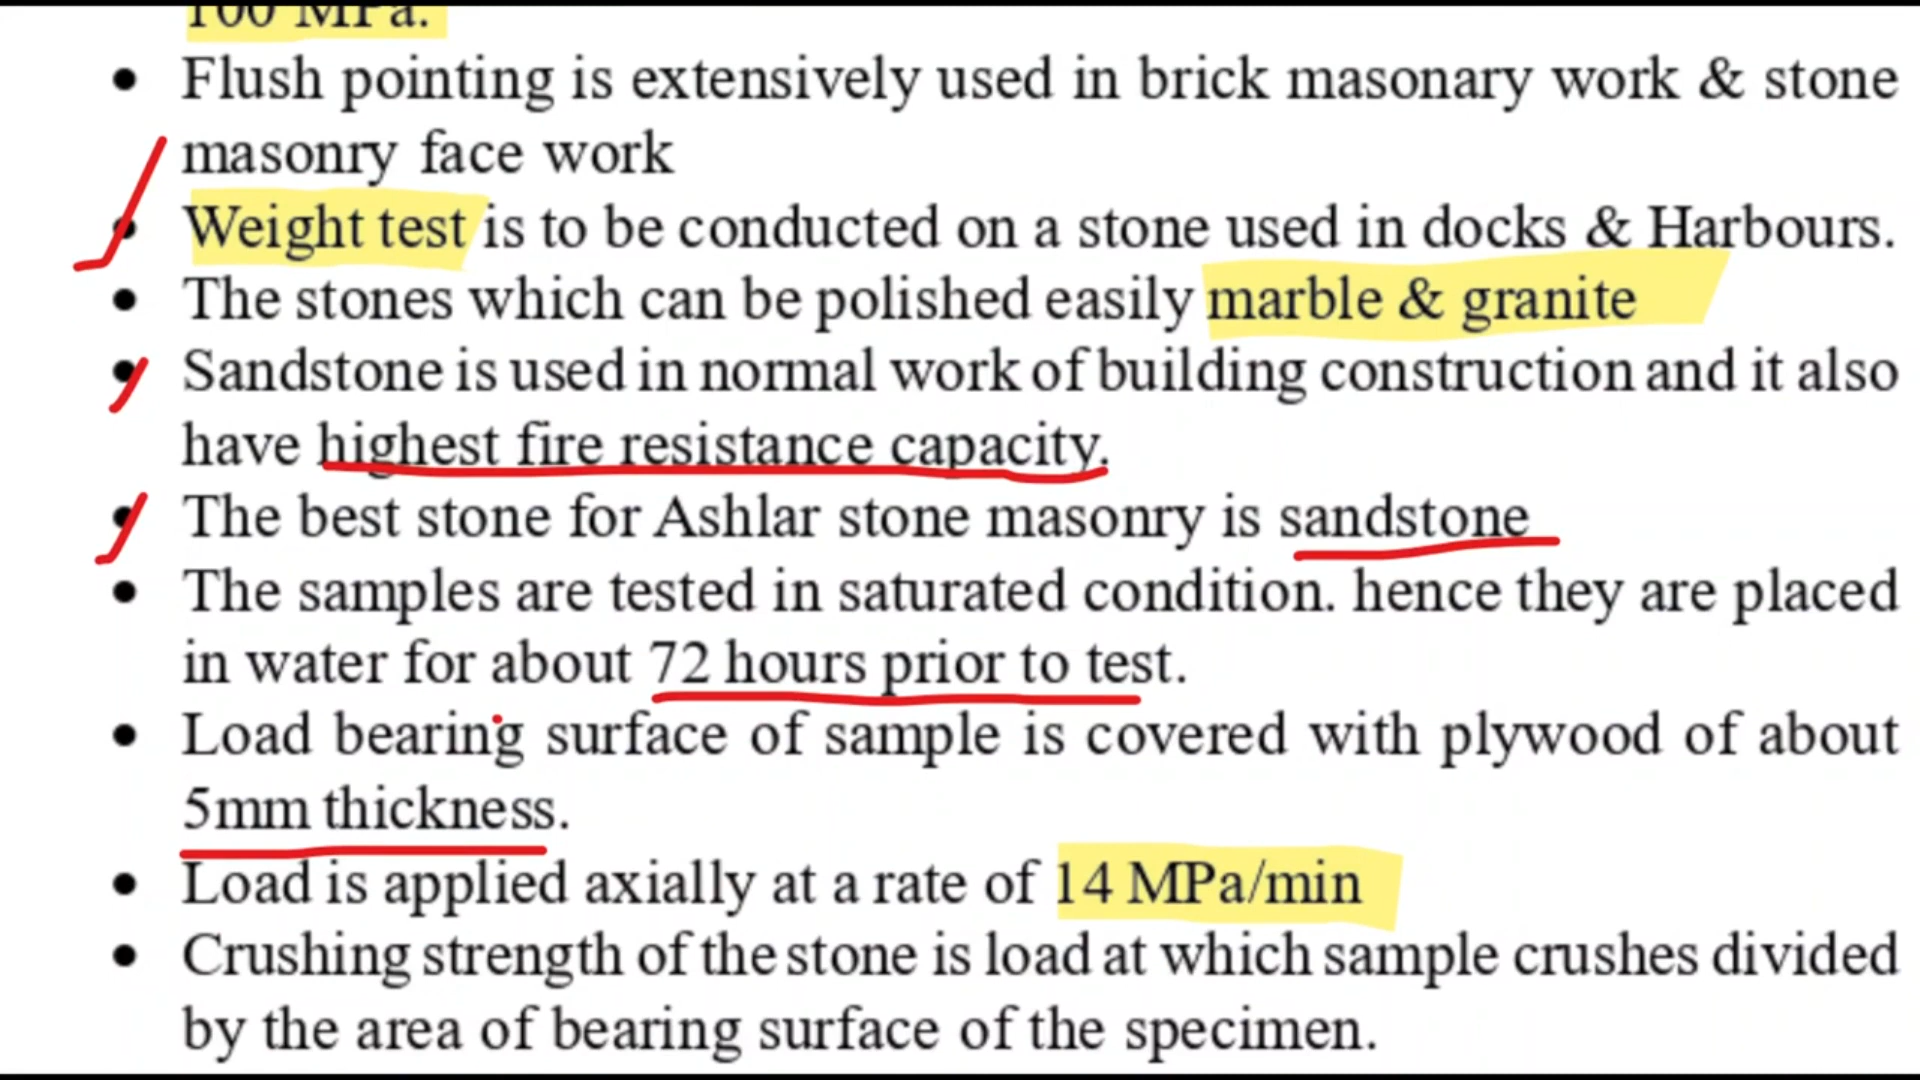 100 MPa.
• Flush pointing is extensively used in brick masonary work & stone
masonry face work
• Weight test is to be conducted on a stone used in docks & Harbours.
• The stones which can be polished easily marble & granite
• Sandstone is used in normal work of building construction and it also
have highest fire resistance capacity.
• The best stone for Ashlar stone masonry is sandstone
• The samples are tested in saturated condition. hence they are placed
in water for about 72 hours prior to test.
• Load bearing surface of sample is covered with plywood of about
5mm thickness.
• Load is applied axially at a rate of 14 MPa/min
• Crushing strength of the stone is load at which sample crushes divided
by the area of bearing surface of the specimen.